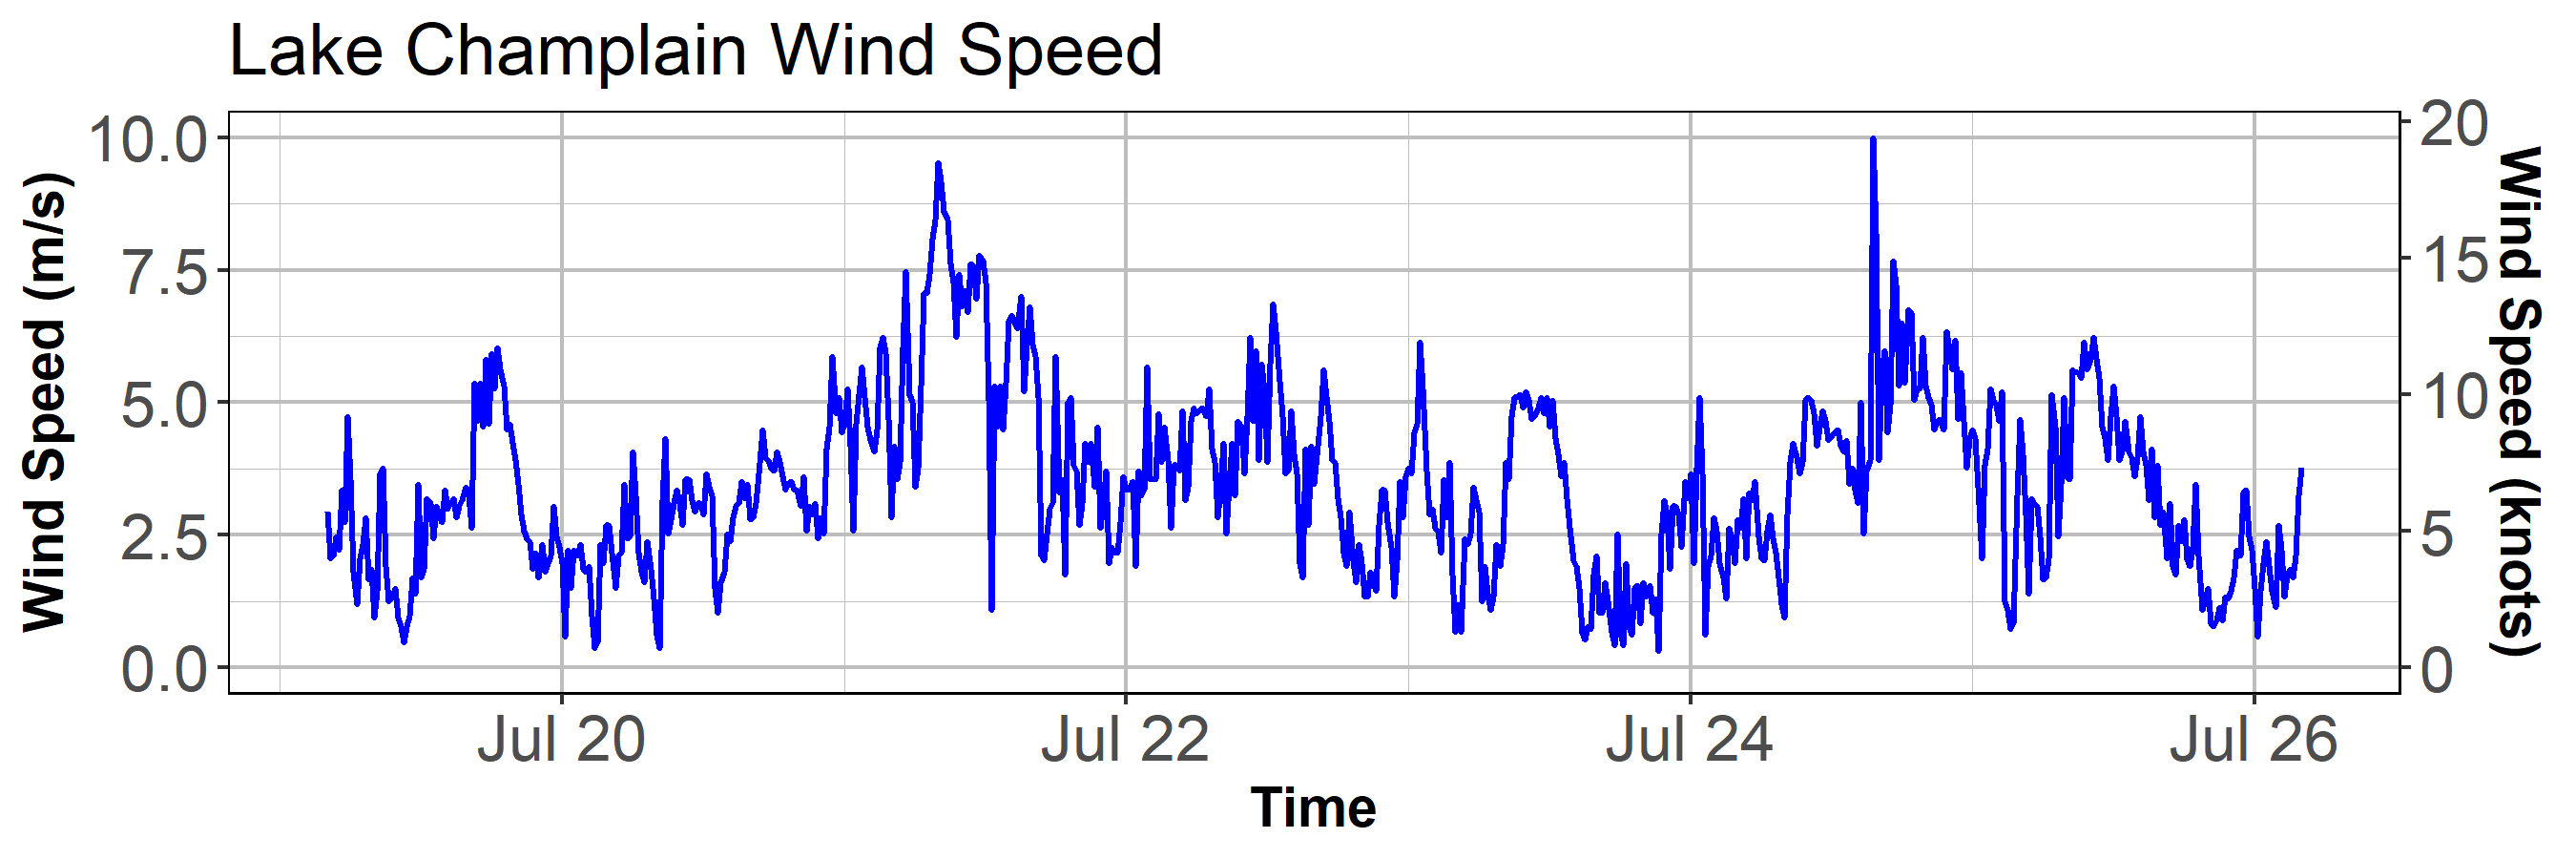 Lake Champlain Wind Speed
Wind Speed (m/s)
10.0
7.5
5.0
2.5
0.0
20
15
10
5
0
Wind Speed (knots)
Jul 20
Jul 22
Jul 24
Jul 26
Time